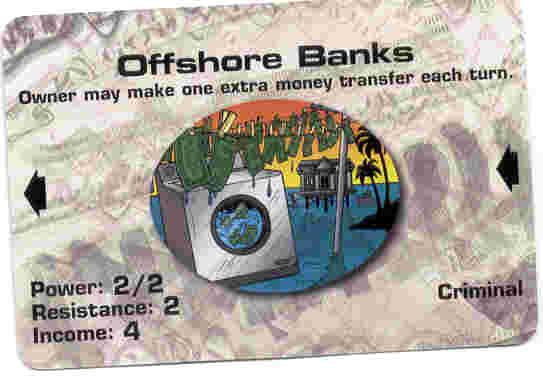 Offshore Banks
Owner may make one extra money transfer each turn.
Power: 2/2
Resistance: 2
Income: 4
Criminal